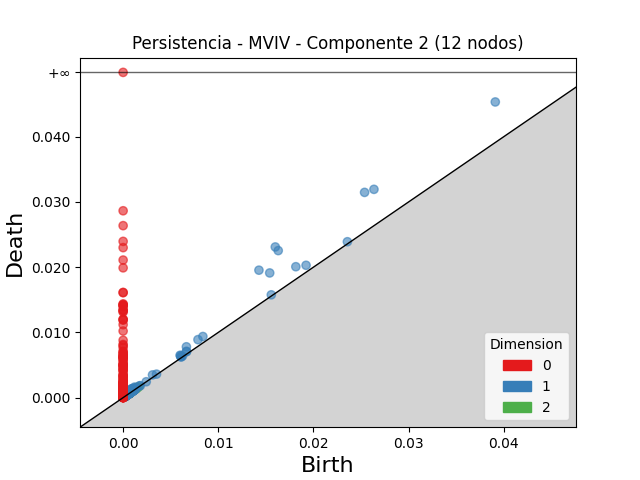 Persistencia - MVIV - Componente 2 (12 nodos)
+∞
0.040
0.030
0.020
0.010
0.000
Death
0.00 0.01 0.02 0.03 0.04
Birth
Dimension
0
1
2